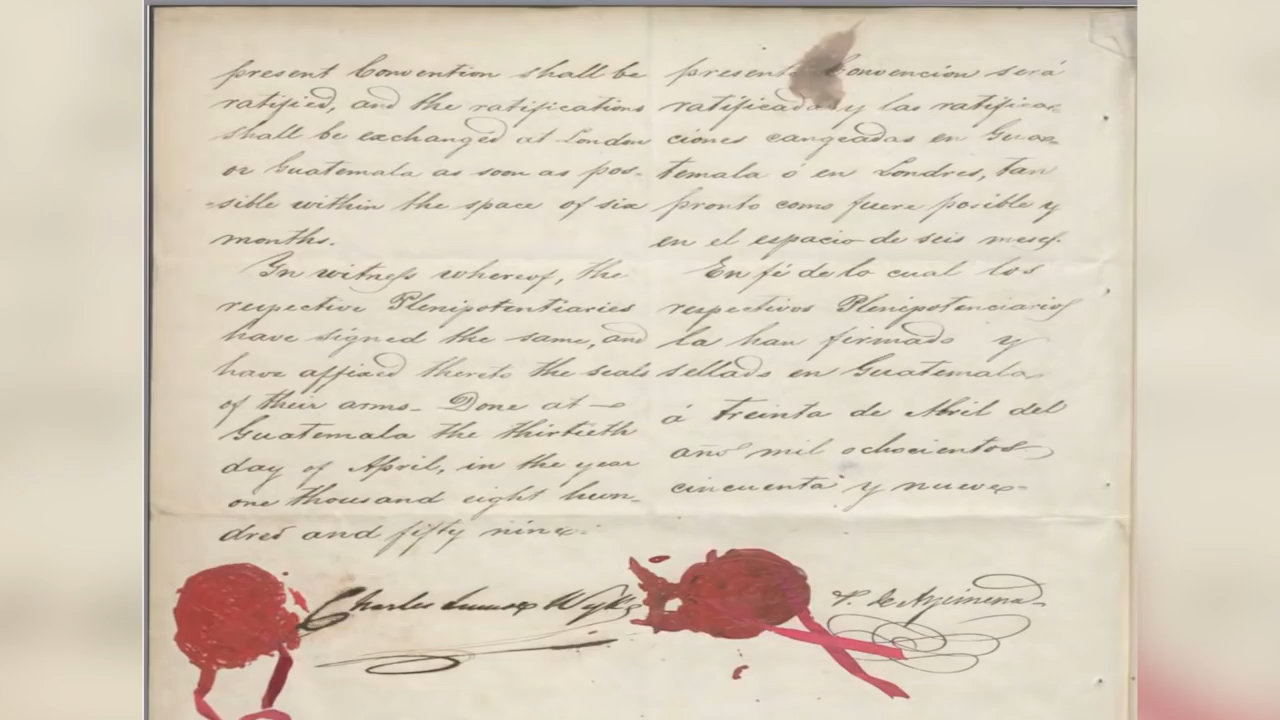 present Convention shall be
ratified, and the ratifications
shall be exchanged at London
or Guatemala as soon as pos-
-sible within the space of six
months.
In witness whereof, the
respective Plenipotentiaries
have signed the same, and
have affixed thereto the seals
of their arms. Done at
Guatemala the thirtieth
day of April, in the year
one thousand eight hun-
dred and fifty nine.
present Convencion será
ratificada y las ratifica-
ciones cangeadas en Gua-
temala ó en Londres, tan
pronto como fuere posible y
en el espacio de seis meses.
En fé de lo cual los
respectivos Plenipotenciarios
la han firmado y
sellado en Guatemala
á treinta de Abril del
año mil ochocientos
cincuenta y nueve-
Charles Lennox Wyke
P. de Aycinena